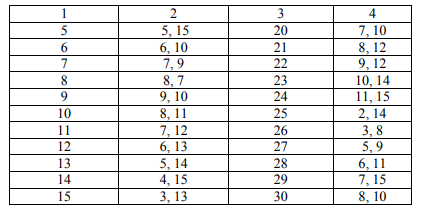 1 2 3 4
5 5, 15 20 7, 10
6 6, 10 21 8, 12
7 7, 9 22 9, 12
8 8, 7 23 10, 14
9 9, 10 24 11, 15
10 8, 11 25 2, 14
11 7, 12 26 3, 8
12 6, 13 27 5, 9
13 5, 14 28 6, 11
14 4, 15 29 7, 15
15 3, 13 30 8, 10